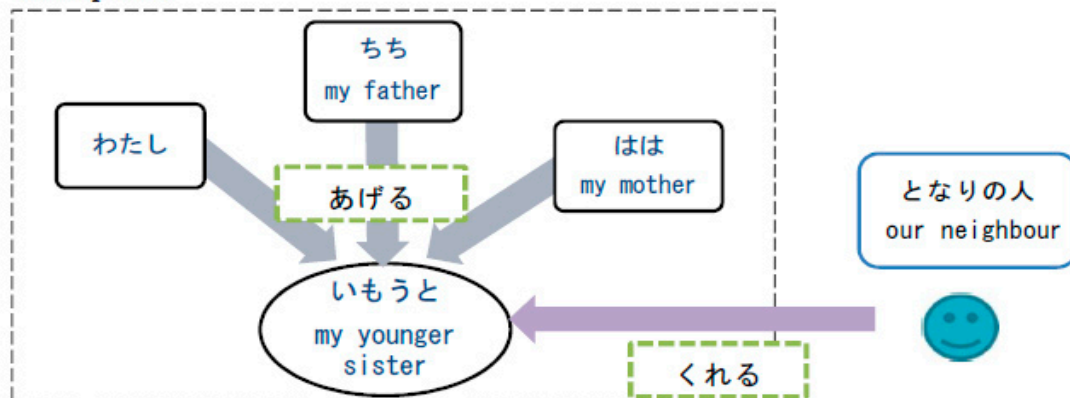 ちち
my father
わたし
はは
my mother
あげる
となりの人
our neighbour
いもうと
my younger
sister
くれる